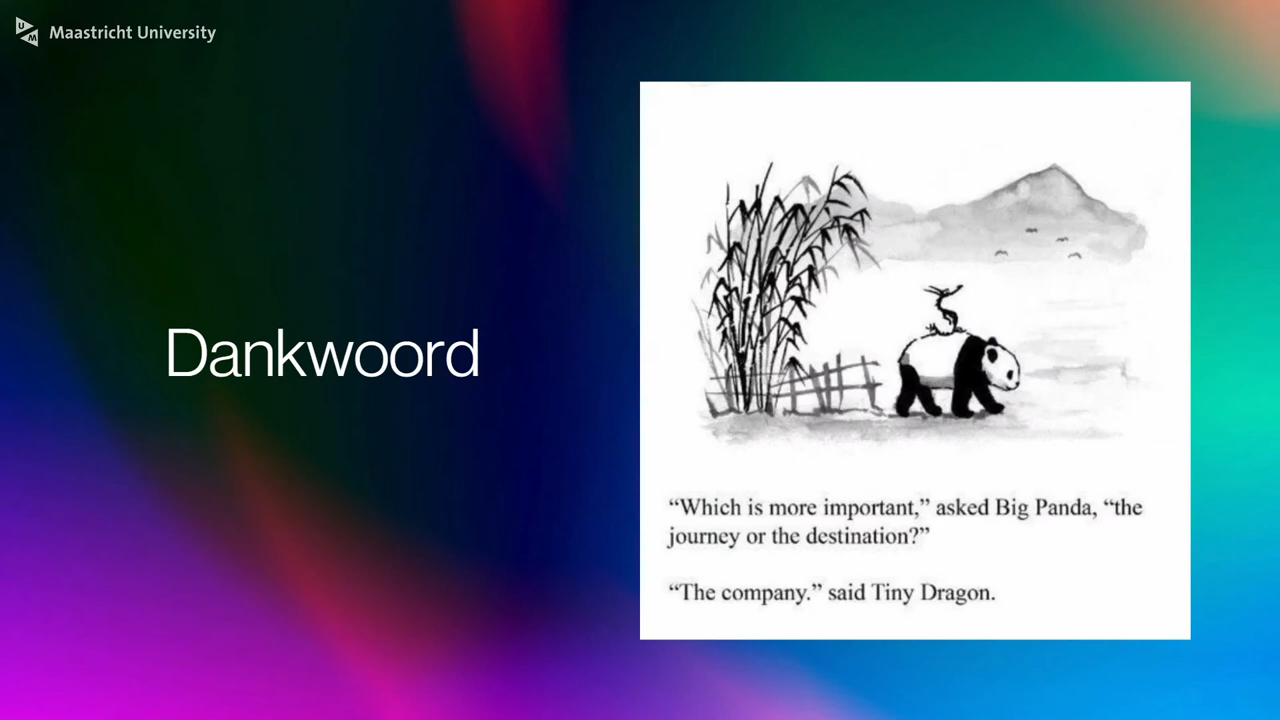 Maastricht University
Dankwoord
“Which is more important,” asked Big Panda, “the
journey or the destination?”
“The company.” said Tiny Dragon.